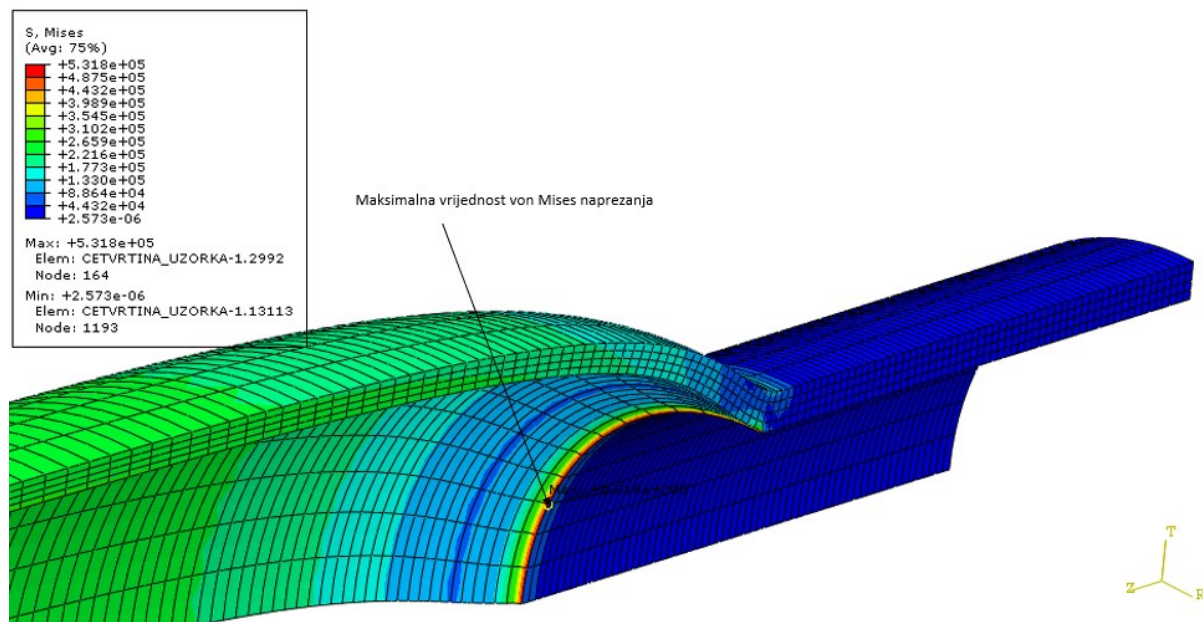 S, Mises
(Avg: 75%)
+5.318e+05
+4.875e+05
+4.432e+05
+3.989e+05
+3.545e+05
+3.102e+05
+2.659e+05
+2.216e+05
+1.773e+05
+1.330e+05
+8.864e+04
+4.432e+04
+2.573e-06
Max: +5.318e+05
Elem: CETVRTINA_UZORKA-1.2992
Node: 164
Min: +2.573e-06
Elem: CETVRTINA_UZORKA-1.13113
Node: 1193
Maksimalna vrijednost von Mises naprezanja
T
Z
R